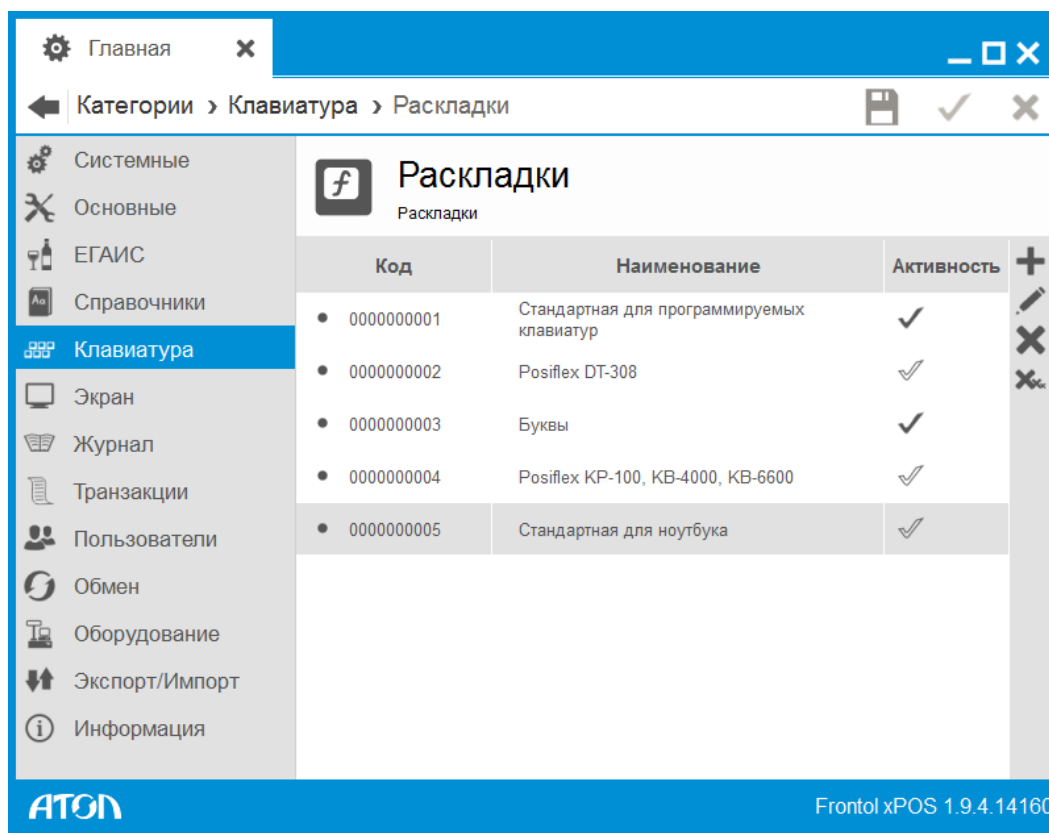 Главная
Категории › Клавиатура › Раскладки
Системные
Основные
ЕГАИС
Справочники
Клавиатура
Экран
Журнал
Транзакции
Пользователи
Обмен
Оборудование
Экспорт/Импорт
Информация
Раскладки
Раскладки
Код Наименование Активность
0000000001 Стандартная для программируемых
клавиатур
0000000002 Posiflex DT-308
0000000003 Буквы
0000000004 Posiflex KP-100, KB-4000, KB-6600
0000000005 Стандартная для ноутбука
АТОЛ
Frontol xPOS 1.9.4.14160